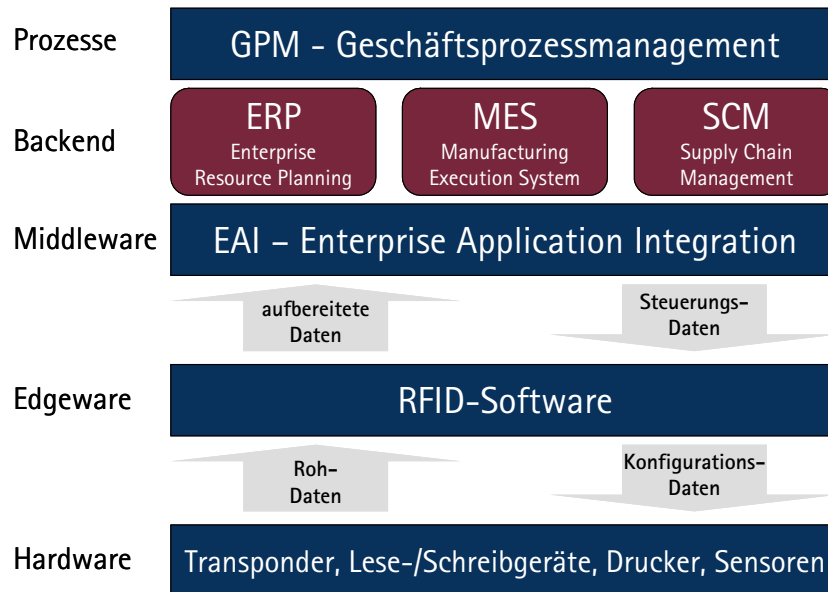 Prozesse
GPM - Geschäftsprozessmanagement
Backend
ERP
Enterprise
Resource Planning
MES
Manufacturing
Execution System
SCM
Supply Chain
Management
Middleware
EAI – Enterprise Application Integration
aufbereitete
Daten
Steuerungs-
Daten
Edgeware
RFID-Software
Roh-
Daten
Konfigurations-
Daten
Hardware
Transponder, Lese-/Schreibgeräte, Drucker, Sensoren